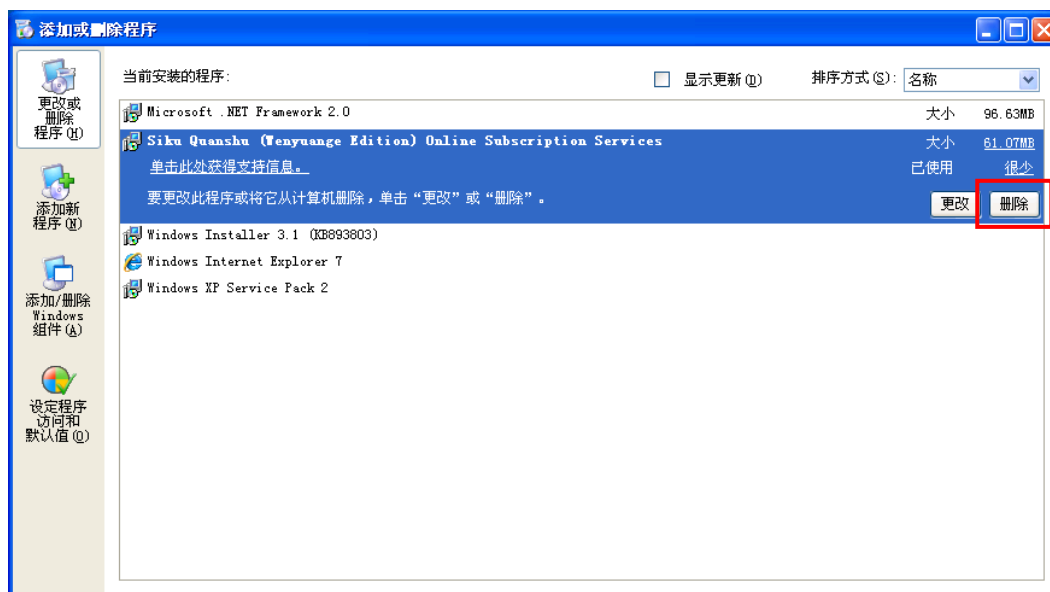 添加或删除程序
更改或
删除
程序(H)
添加新
程序(N)
添加/删除
Windows
组件(A)
设定程序
访问和
默认值(O)
当前安装的程序:
显示更新(D)
排序方式(S):
名称
Microsoft .NET Framework 2.0
大小
96.63MB
Siku Quanshu (Wenyuange Edition) Online Subscription Services
大小
61.07MB
单击此处获得支持信息。
已使用
很少
要更改此程序或将它从计算机删除，单击“更改”或“删除”。
更改
删除
Windows Installer 3.1 (KB893803)
Windows Internet Explorer 7
Windows XP Service Pack 2